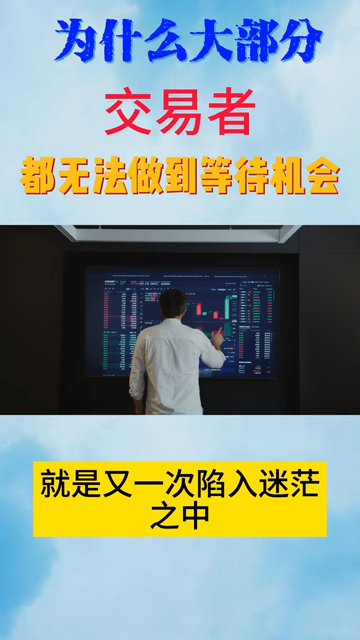 为什么大部分
交易者
都无法做到等待机会
就是又一次陷入迷茫
之中